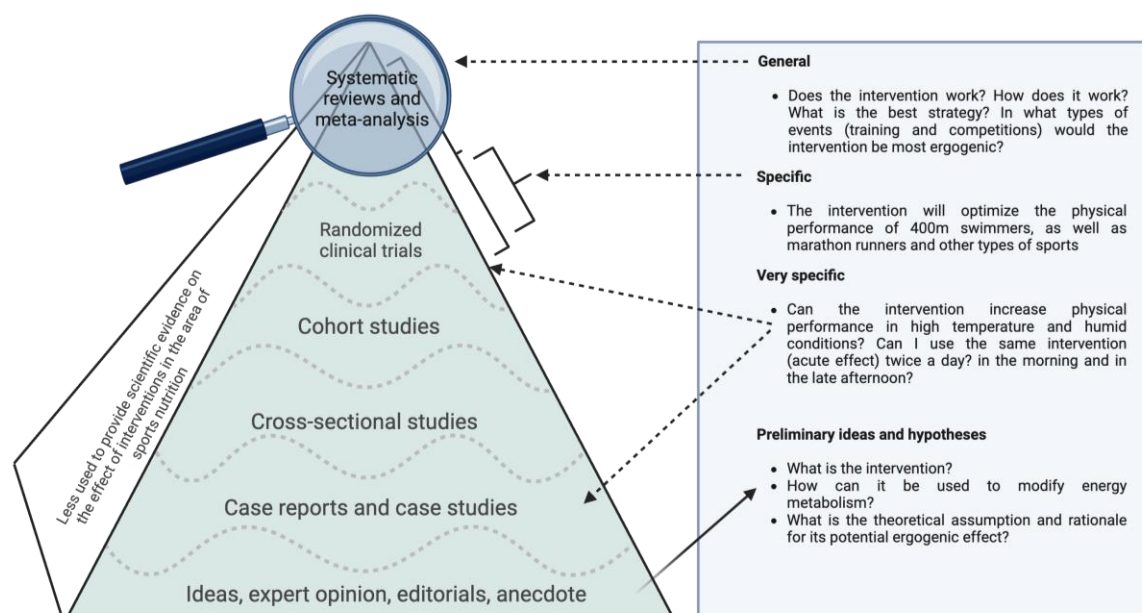 Systematic
reviews and
meta-analysis
Randomized
clinical trials
Cohort studies
Cross-sectional studies
Case reports and case studies
Ideas, expert opinion, editorials, anecdote
Less used to provide scientific evidence on
the effect of interventions in the area of
sports nutrition
General
• Does the intervention work? How does it work?
What is the best strategy? In what types of
events (training and competitions) would the
intervention be most ergogenic?
Specific
• The intervention will optimize the physical
performance of 400m swimmers, as well as
marathon runners and other types of sports
Very specific
• Can the intervention increase physical
performance in high temperature and humid
conditions? Can I use the same intervention
(acute effect) twice a day? in the morning and in
the late afternoon?
Preliminary ideas and hypotheses
• What is the intervention?
• How can it be used to modify energy
metabolism?
• What is the theoretical assumption and rationale
for its potential ergogenic effect?